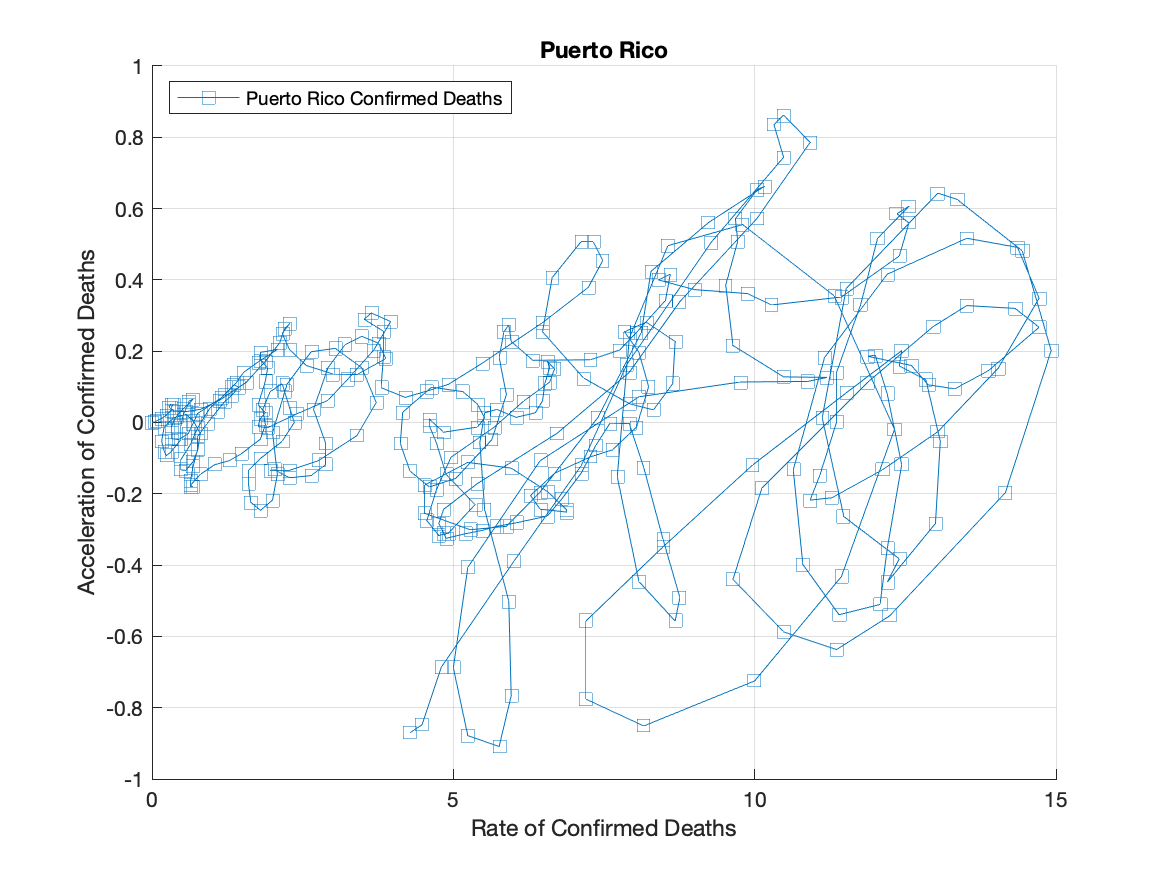 Puerto Rico
Puerto Rico Confirmed Deaths
1
0.8
0.6
0.4
0.2
0
-0.2
-0.4
-0.6
-0.8
-1
Acceleration of Confirmed Deaths
0 5 10 15
Rate of Confirmed Deaths